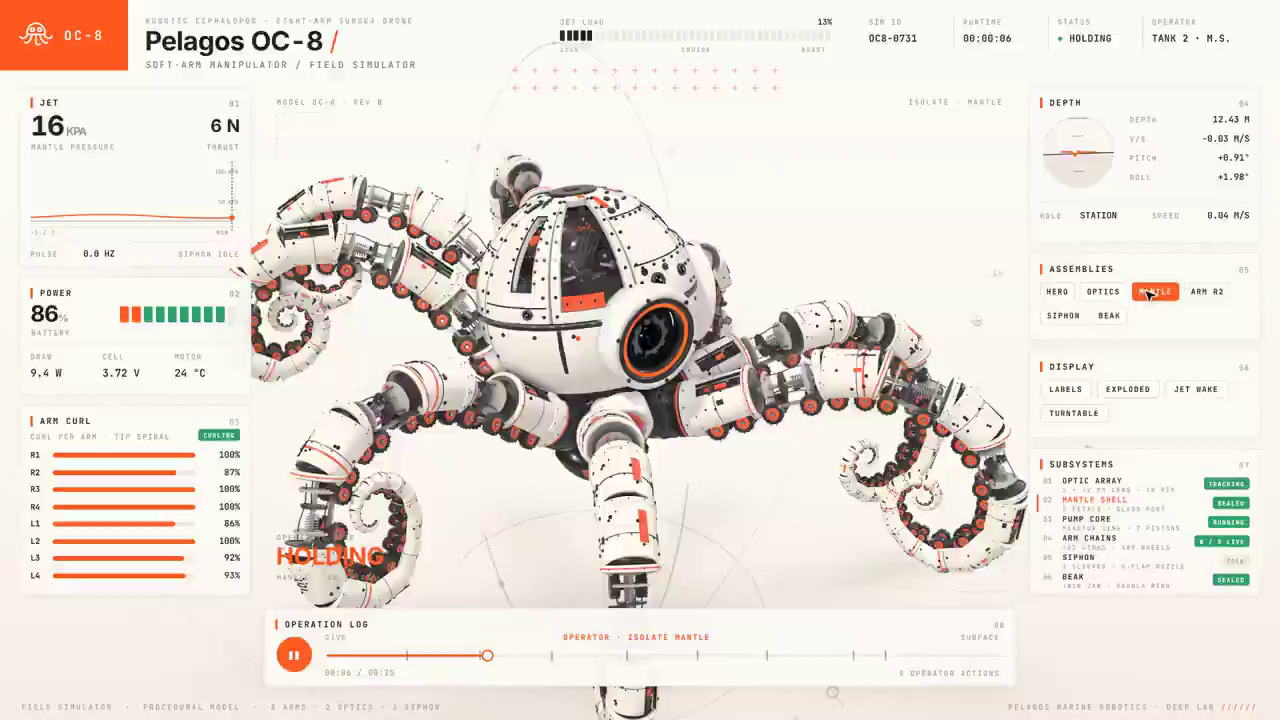 OC-8
ROBOTIC CEPHALOPOD · EIGHT-ARM SUBSEA DRONE
Pelagos OC-8 /
SOFT-ARM MANIPULATOR / FIELD SIMULATOR
JET LOAD 13%
IDLE CRUISE BURST
SIM ID
OC8-0731
RUNTIME
00:00:06
STATUS
HOLDING
OPERATOR
TANK 2 · M.S.
JET 01
16 KPA 6 N
MANTLE PRESSURE THRUST
PULSE 0.0 HZ SIPHON IDLE
POWER 02
86%
BATTERY
DRAW CELL MOTOR
9.4 W 3.72 V 24 °C
ARM CURL 03
CURL PER ARM · TIP SPIRAL CURLING
R1 100%
R2 87%
R3 100%
R4 100%
L1 86%
L2 100%
L3 92%
L4 93%
MODEL OC-8 · REV B
ISOLATE · MANTLE
HOLDING
DEPTH 04
DEPTH 12.43 M
V/S -0.03 M/S
PITCH +0.91°
ROLL +1.98°
HOLD STATION SPEED 0.04 M/S
ASSEMBLIES 05
HERO OPTICS MANTLE ARM R2
SIPHON BEAK
DISPLAY 06
LABELS EXPLODED JET WAKE
TURNTABLE
SUBSYSTEMS 07
01 OPTIC ARRAY TRACKING
02 MANTLE SHELL SEALED
03 PUMP CORE RUNNING
04 ARM CHAINS 8 / 8 LIVE
05 SIPHON IDLE
06 BEAK SEALED
OPERATION LOG 08
OPERATOR · ISOLATE MANTLE SURFACE
00:06 / 00:25 OPERATOR ACTIONS
FIELD SIMULATOR · PROCEDURAL MODEL · 8 ARMS · 2 OPTICS · 1 SIPHON
PELAGOS MARINE ROBOTICS · DEEP LAB //////